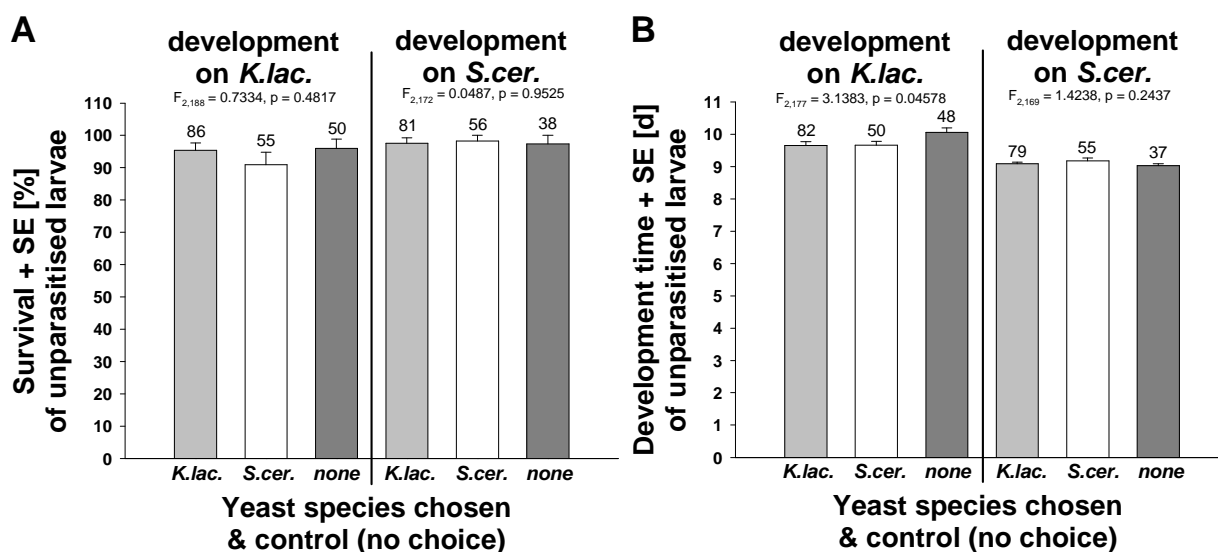 A
development
on K.lac.
F2,188 = 0.7334, p = 0.4817
development
on S.cer.
F2,172 = 0.0487, p = 0.9525
Survival + SE [%]
of unparasitised larvae
110
100
90
80
70
60
50
40
30
20
10
0
86
55
50
81
56
38
K.lac.
S.cer.
none
K.lac.
S.cer.
none
Yeast species chosen
& control (no choice)
B
development
on K.lac.
F2,177 = 3.1383, p = 0.04578
development
on S.cer.
F2,169 = 1.4238, p = 0.2437
Development time + SE [d]
of unparasitised larvae
11
10
9
8
7
6
5
4
3
2
1
0
82
50
48
79
55
37
K.lac.
S.cer.
none
K.lac.
S.cer.
none
Yeast species chosen
& control (no choice)